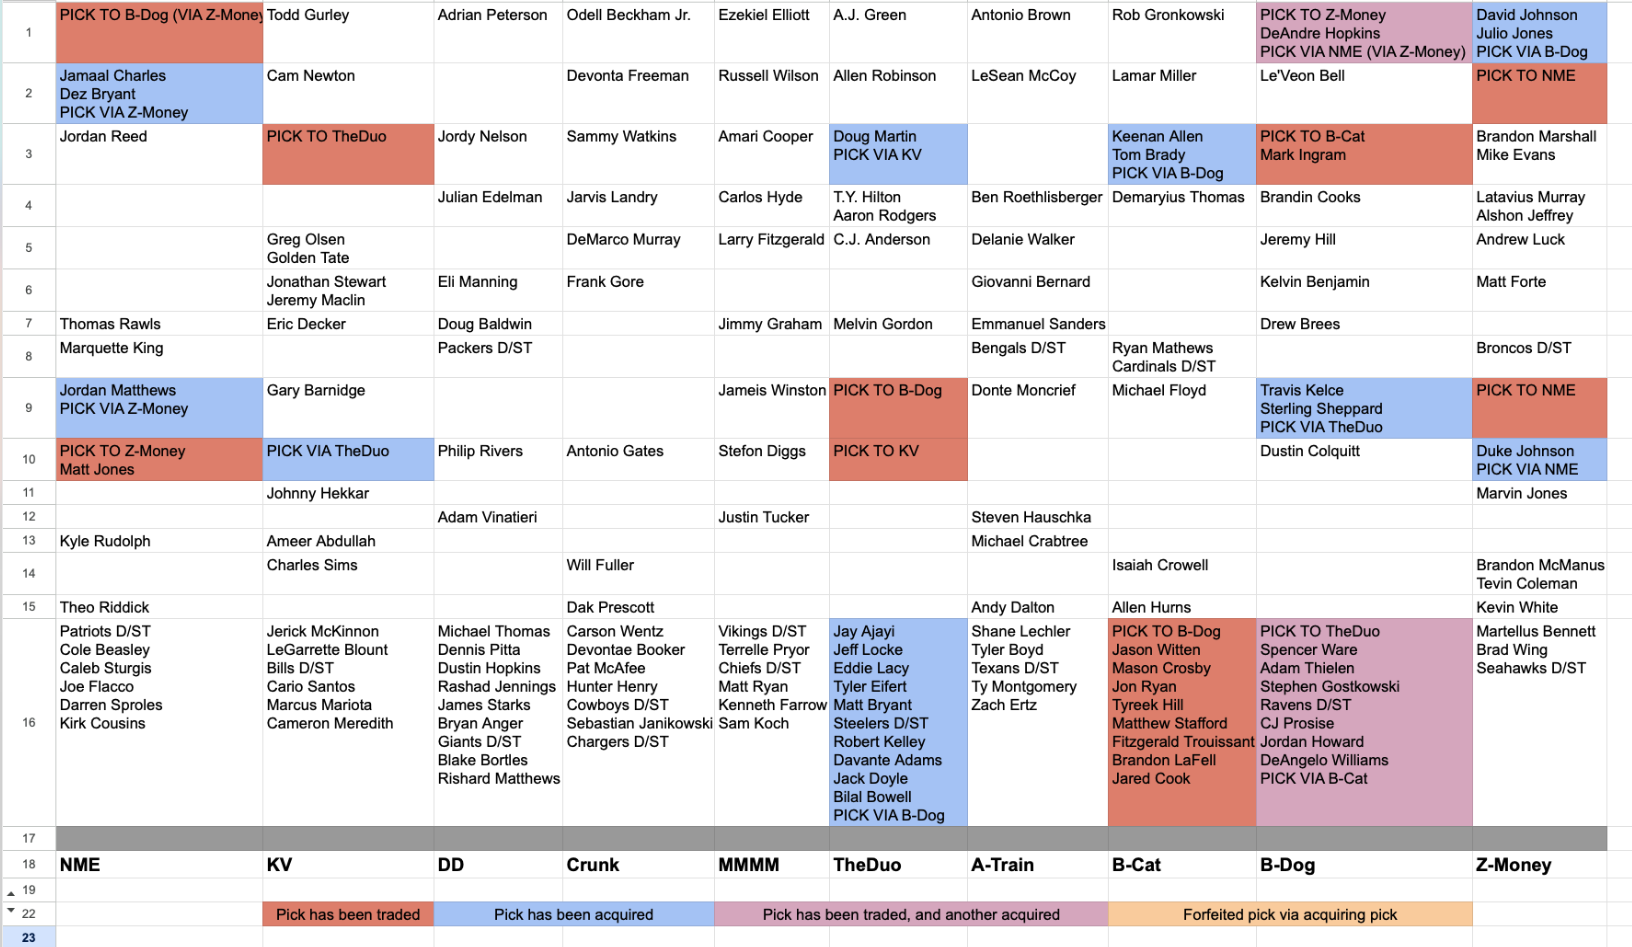 1
PICK TO B-Dog (VIA Z-Money
Todd Gurley
Adrian Peterson
Odell Beckham Jr.
Ezekiel Elliott
A.J. Green
Antonio Brown
Rob Gronkowski
PICK TO Z-Money
DeAndre Hopkins
PICK VIA NME (VIA Z-Money)
David Johnson
Julio Jones
PICK VIA B-Dog
2
Jamaal Charles
Dez Bryant
PICK VIA Z-Money
Cam Newton
Devonta Freeman
Russell Wilson
Allen Robinson
LeSean McCoy
Lamar Miller
Le'Veon Bell
PICK TO NME
3
Jordan Reed
PICK TO TheDuo
Jordy Nelson
Sammy Watkins
Amari Cooper
Doug Martin
PICK VIA KV
Keenan Allen
Tom Brady
PICK VIA B-Dog
PICK TO B-Cat
Mark Ingram
Brandon Marshall
Mike Evans
4
Julian Edelman
Jarvis Landry
Carlos Hyde
T.Y. Hilton
Aaron Rodgers
Ben Roethlisberger
Demaryius Thomas
Brandin Cooks
Latavius Murray
Alshon Jeffrey
5
Greg Olsen
Golden Tate
DeMarco Murray
Larry Fitzgerald
C.J. Anderson
Delanie Walker
Jeremy Hill
Andrew Luck
6
Jonathan Stewart
Jeremy Maclin
Eli Manning
Frank Gore
Giovanni Bernard
Kelvin Benjamin
Matt Forte
7
Thomas Rawls
Eric Decker
Doug Baldwin
Jimmy Graham
Melvin Gordon
Emmanuel Sanders
Drew Brees
8
Marquette King
Packers D/ST
Bengals D/ST
Ryan Mathews
Cardinals D/ST
Broncos D/ST
9
Jordan Matthews
PICK VIA Z-Money
Gary Barnidge
Jameis Winston
PICK TO B-Dog
Donte Moncrief
Michael Floyd
Travis Kelce
Sterling Sheppard
PICK VIA TheDuo
PICK TO NME
10
PICK TO Z-Money
Matt Jones
PICK VIA TheDuo
Philip Rivers
Antonio Gates
Stefon Diggs
PICK TO KV
Dustin Colquitt
Duke Johnson
PICK VIA NME
11
Johnny Hekkar
Marvin Jones
12
Adam Vinatieri
Justin Tucker
Steven Hauschka
13
Kyle Rudolph
Ameer Abdullah
Michael Crabtree
14
Charles Sims
Will Fuller
Isaiah Crowell
Brandon McManus
Tevin Coleman
15
Theo Riddick
Dak Prescott
Andy Dalton
Allen Hurns
Kevin White
16
Patriots D/ST
Cole Beasley
Caleb Sturgis
Joe Flacco
Darren Sproles
Kirk Cousins
Jerick McKinnon
LeGarrette Blount
Bills D/ST
Cario Santos
Marcus Mariota
Cameron Meredith
Michael Thomas
Dennis Pitta
Dustin Hopkins
Rashad Jennings
James Starks
Bryan Anger
Giants D/ST
Blake Bortles
Rishard Matthews
Carson Wentz
Devontae Booker
Pat McAfee
Hunter Henry
Cowboys D/ST
Sebastian Janikowski
Chargers D/ST
Vikings D/ST
Terrelle Pryor
Chiefs D/ST
Matt Ryan
Kenneth Farrow
Sam Koch
Jay Ajayi
Jeff Locke
Eddie Lacy
Tyler Eifert
Matt Bryant
Steelers D/ST
Robert Kelley
Davante Adams
Jack Doyle
Bilal Bowell
PICK VIA B-Dog
Shane Lechler
Tyler Boyd
Texans D/ST
Ty Montgomery
Zach Ertz
PICK TO B-Dog
Jason Witten
Mason Crosby
Jon Ryan
Tyreek Hill
Matthew Stafford
Fitzgerald Trouissant
Brandon LaFell
Jared Cook
PICK TO TheDuo
Spencer Ware
Adam Thielen
Stephen Gostkowski
Ravens D/ST
CJ Prosise
Jordan Howard
DeAngelo Williams
PICK VIA B-Cat
Martellus Bennett
Brad Wing
Seahawks D/ST
17
18
NME
KV
DD
Crunk
MMMM
TheDuo
A-Train
B-Cat
B-Dog
Z-Money
19
22
Pick has been traded
Pick has been acquired
Pick has been traded, and another acquired
Forfeited pick via acquiring pick
23